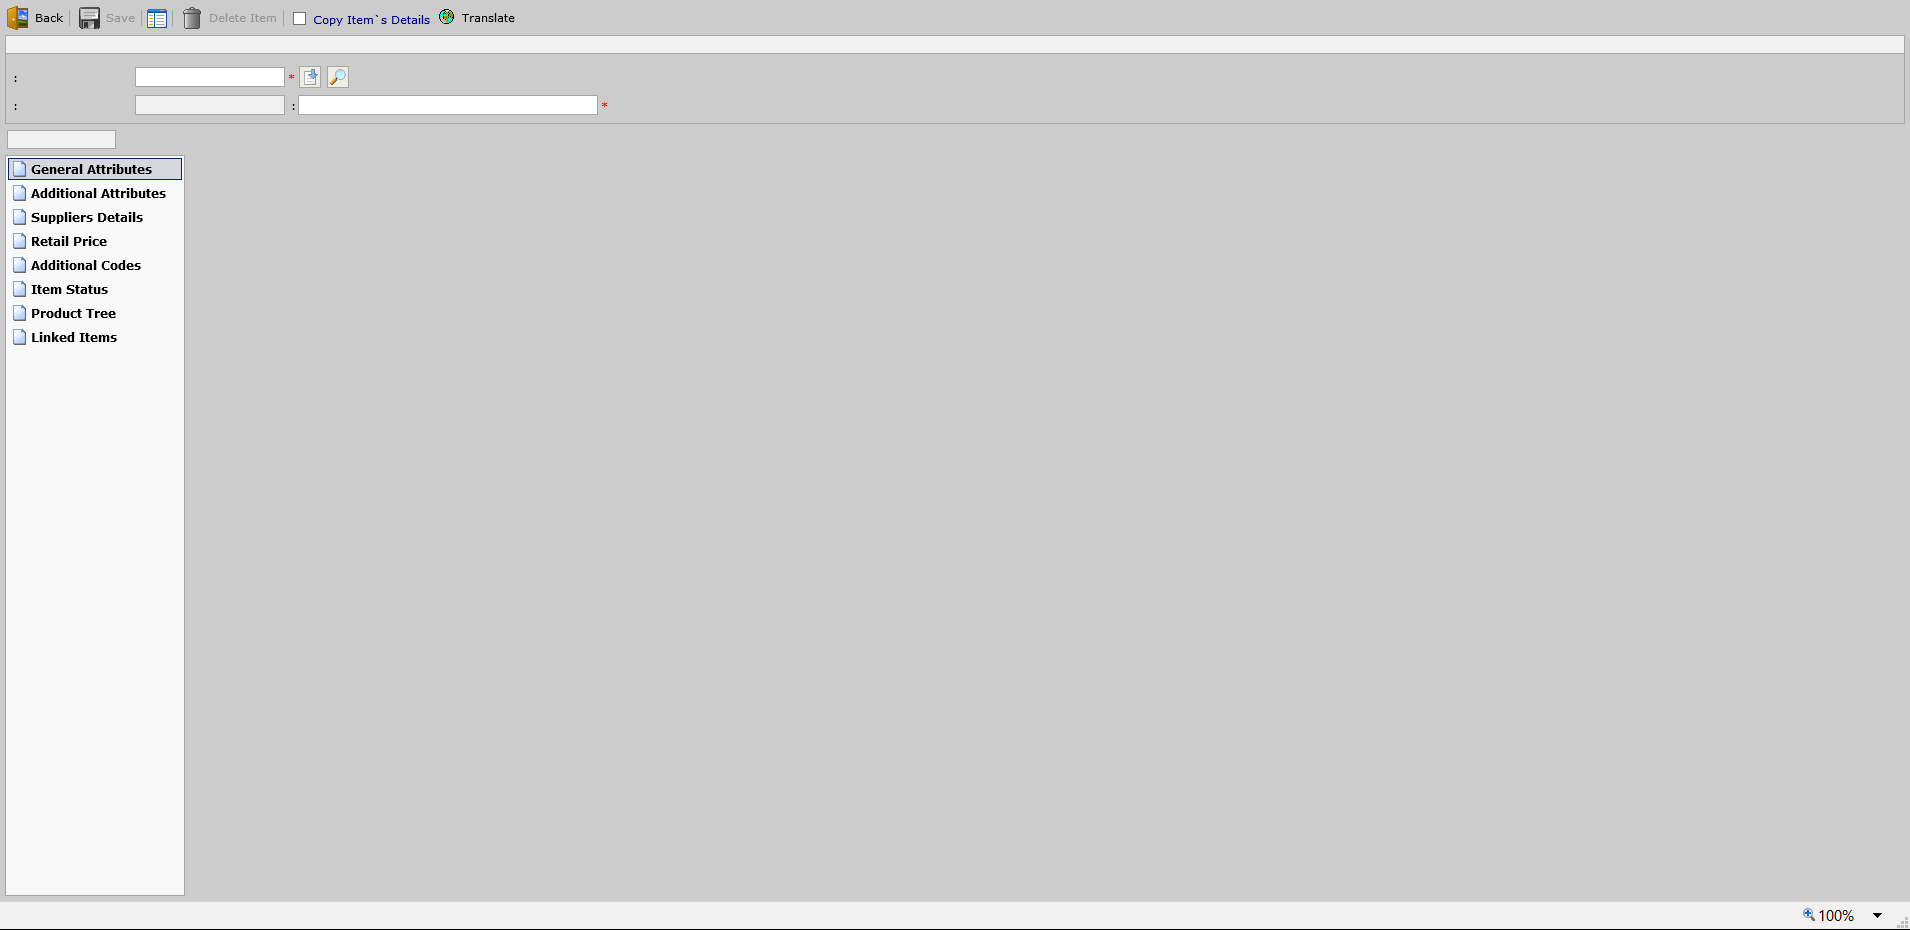 Back Save Delete Item Copy Item`s Details Translate
: *
: : *
General Attributes
Additional Attributes
Suppliers Details
Retail Price
Additional Codes
Item Status
Product Tree
Linked Items
100%